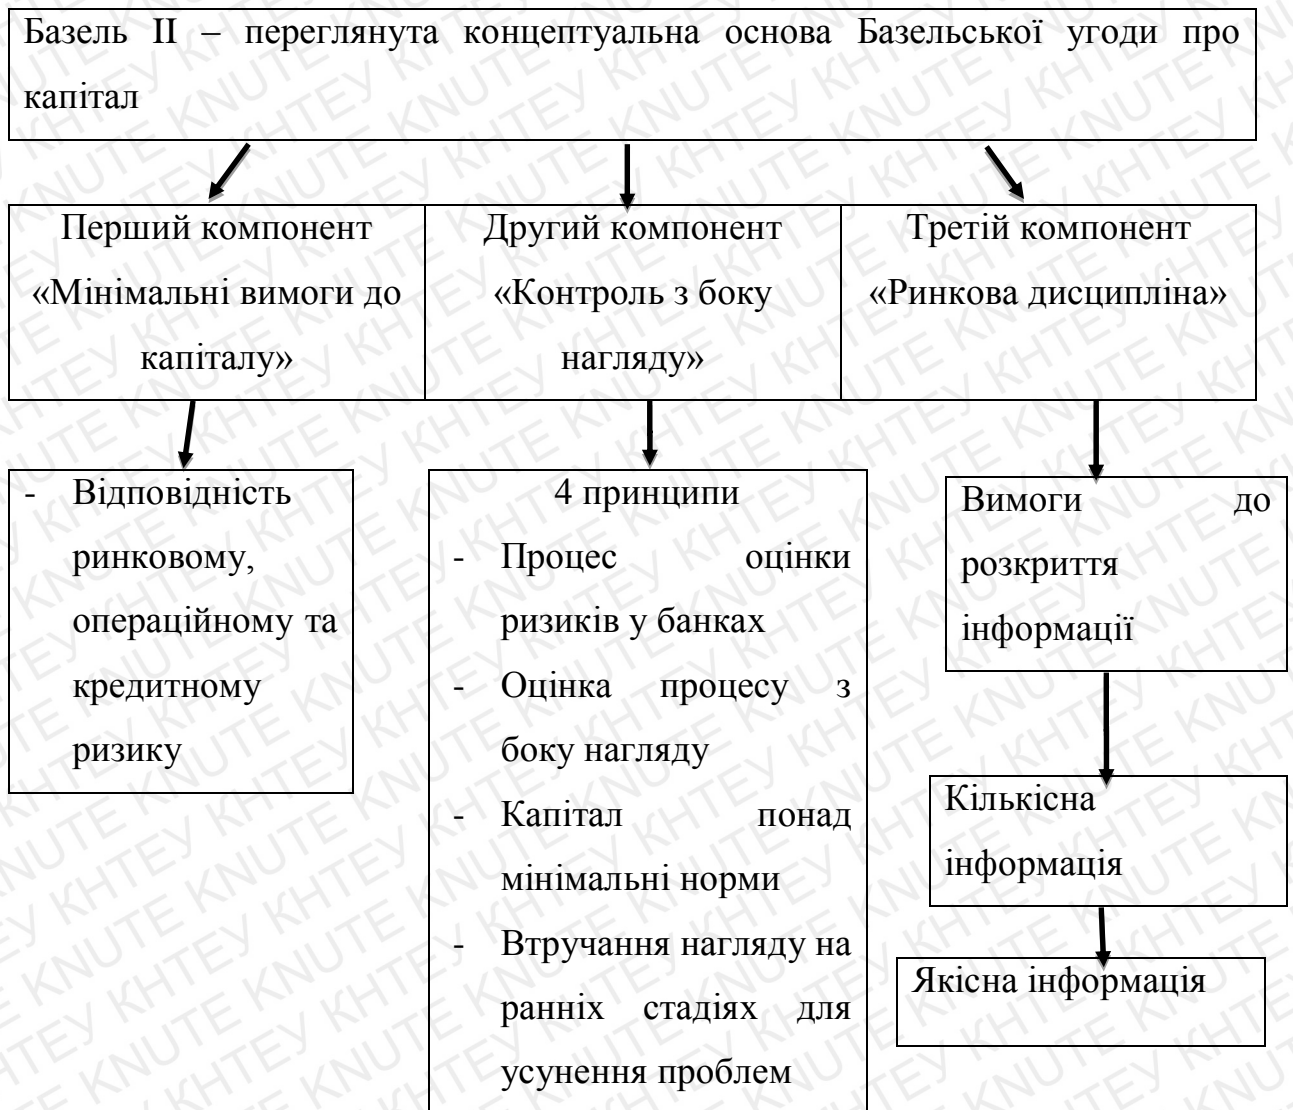 Базель II – переглянута концептуальна основа Базельської угоди про
капітал
Перший компонент
«Мінімальні вимоги до
капіталу»
Другий компонент
«Контроль з боку
нагляду»
Третій компонент
«Ринкова дисципліна»
- Відповідність
ринковому,
операційному та
кредитному
ризику
4 принципи
- Процес оцінки
ризиків у банках
- Оцінка процесу з
боку нагляду
- Капітал понад
мінімальні норми
- Втручання нагляду на
ранніх стадіях для
усунення проблем
Вимоги до
розкриття
інформації
Кількісна
інформація
Якісна інформація